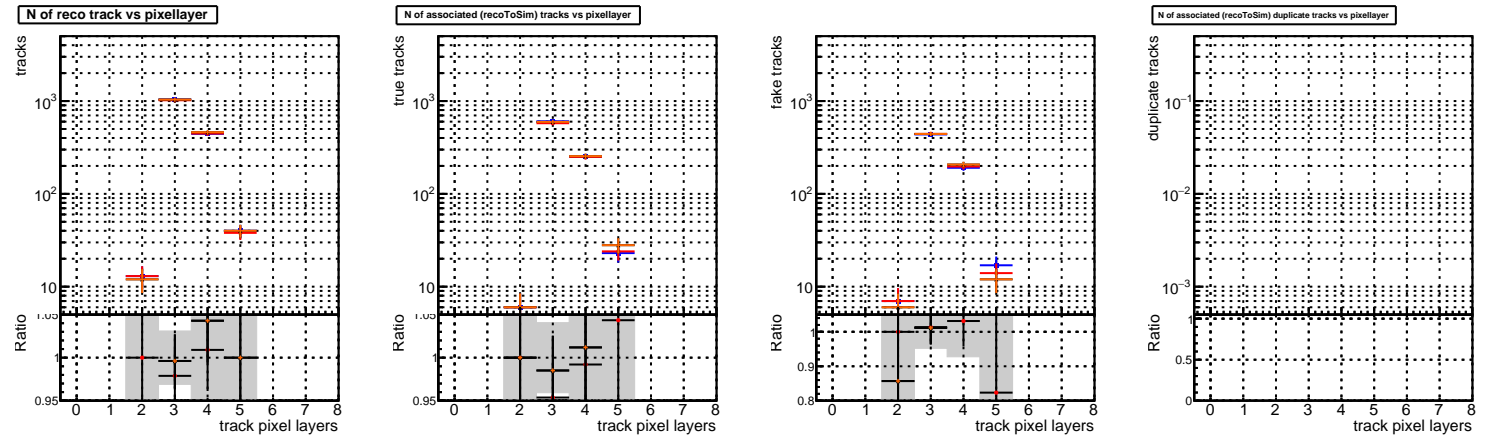 N of reco track vs pixellayer
tracks
10³
10²
10
Ratio
1.05
1
0.95
0 1 2 3 4 5 6 7 8
track pixel layers
N of associated (recoToSim) tracks vs pixellayer
true tracks
10³
10²
10
Ratio
1
0.95
0 1 2 3 4 5 6 7 8
track pixel layers
fake tracks
10³
10²
10
Ratio
1
0.9
0.8
0 1 2 3 4 5 6 7 8
track pixel layers
N of associated (recoToSim) duplicate tracks vs pixellayer
duplicate tracks
10⁻¹
10⁻²
10⁻³
Ratio
1
0.5
0
0 1 2 3 4 5 6 7 8
track pixel layers